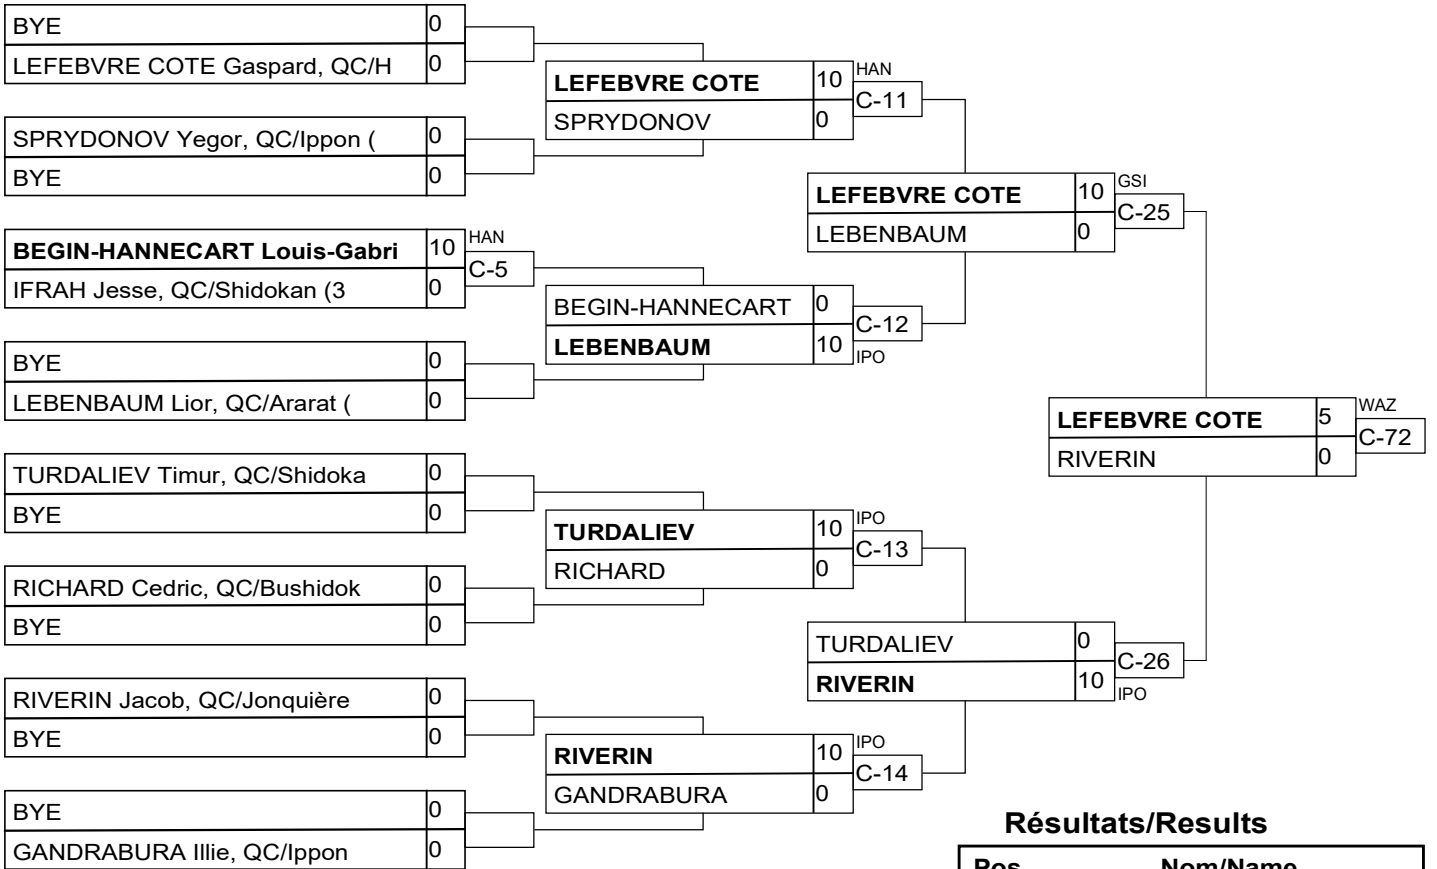 BYE 0
LEFEBVRE COTE Gaspard, QC/H 0
SPRYDONOV Yegor, QC/Ippon ( 0
BYE 0
BEGIN-HANNECART Louis-Gabri 10 HAN
C-5
IFRAH Jesse, QC/Shidokan (3 0
BYE 0
LEBENBAUM Lior, QC/Ararat ( 0
TURDALIEV Timur, QC/Shidoka 0
BYE 0
RICHARD Cedric, QC/Bushidok 0
BYE 0
RIVERIN Jacob, QC/Jonquière 0
BYE 0
BYE 0
GANDRABURA Illie, QC/Ippon 0
LEFEBVRE COTE 10 HAN
C-11
SPRYDONOV 0
BEGIN-HANNECART 0
C-12
LEBENBAUM 10 IPO
TURDALIEV 10 IPO
C-13
RICHARD 0
RIVERIN 10 IPO
C-14
GANDRABURA 0
LEFEBVRE COTE 10 GSI
C-25
LEBENBAUM 0
TURDALIEV 0
C-26
RIVERIN 10 IPO
LEFEBVRE COTE 5 WAZ
C-72
RIVERIN 0
Résultats/Results
Pos Nom/Name